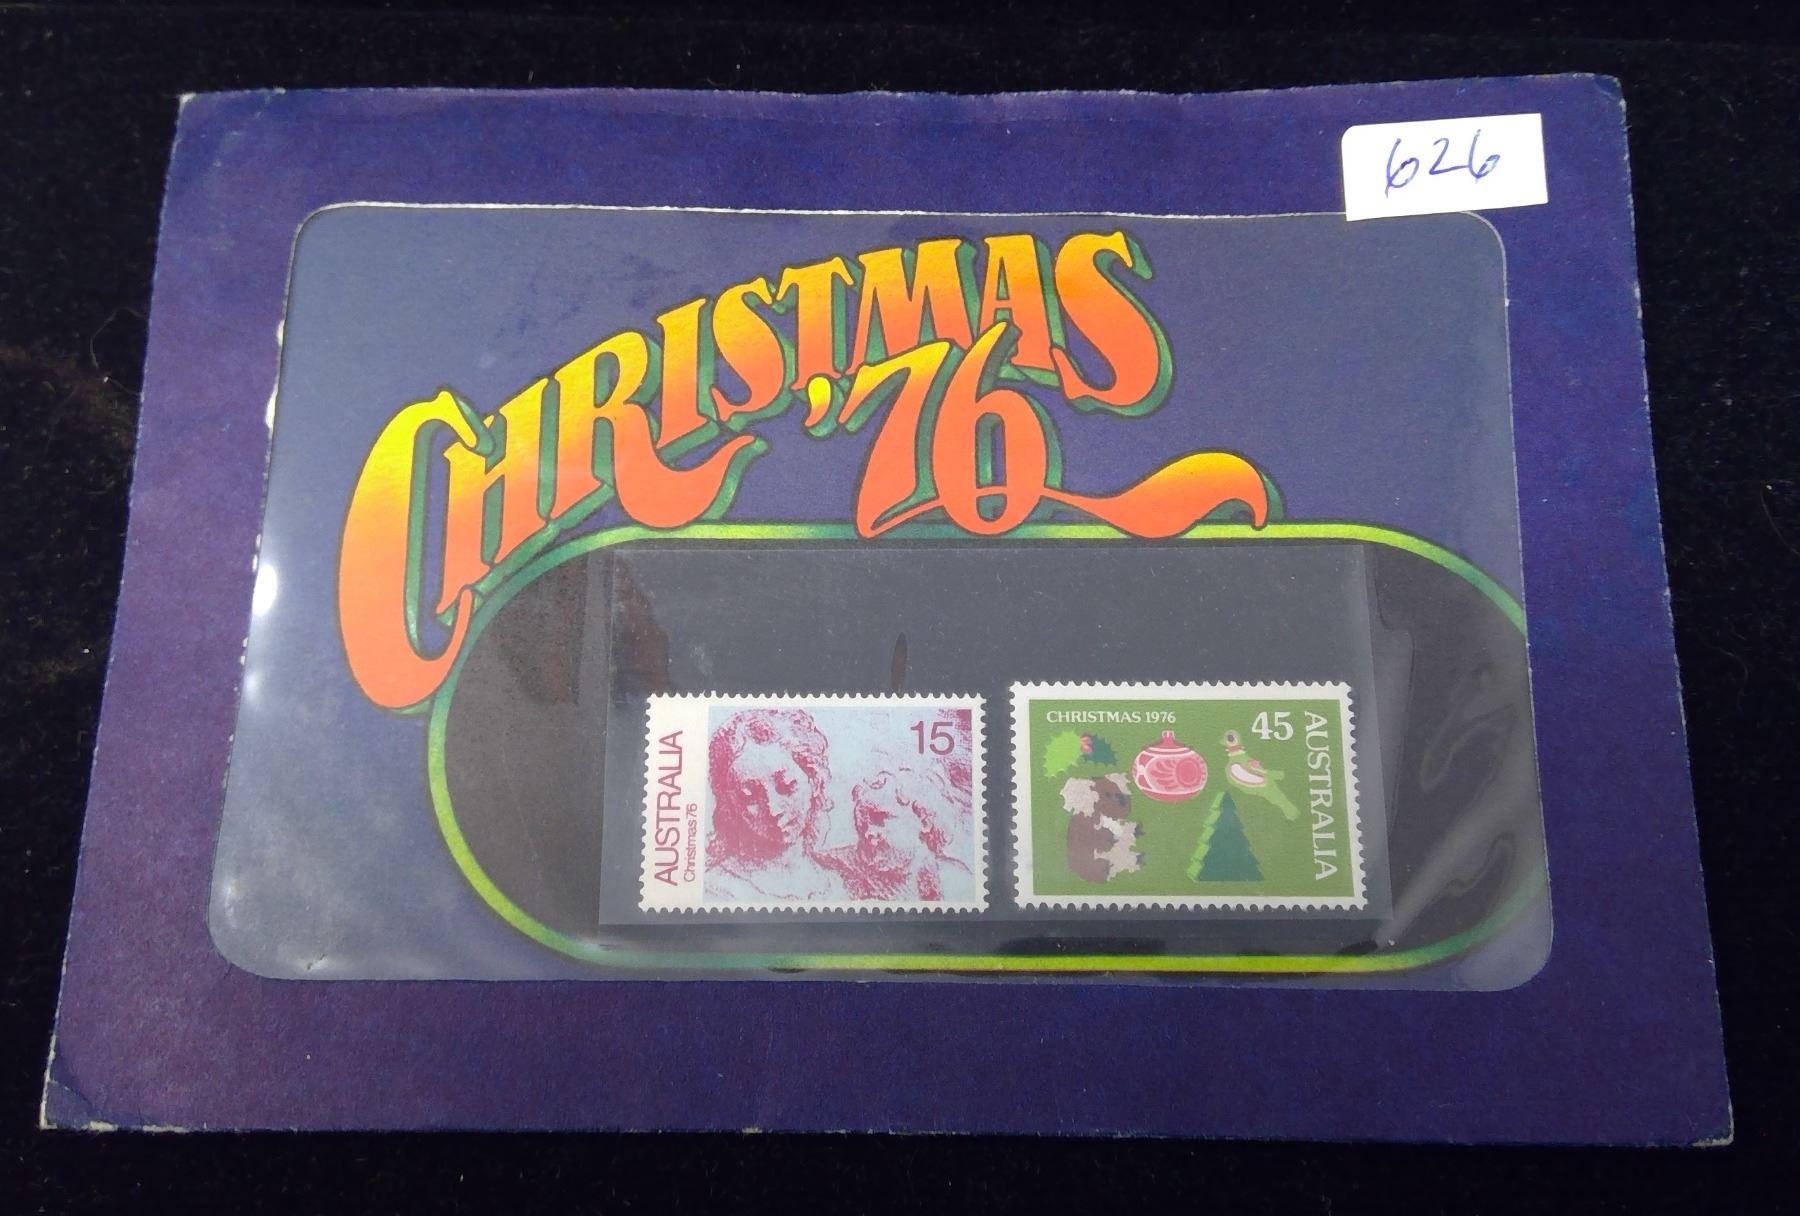 626
CHRISTMAS
'76
AUSTRALIA
Christmas 76
15
CHRISTMAS 1976
45
AUSTRALIA